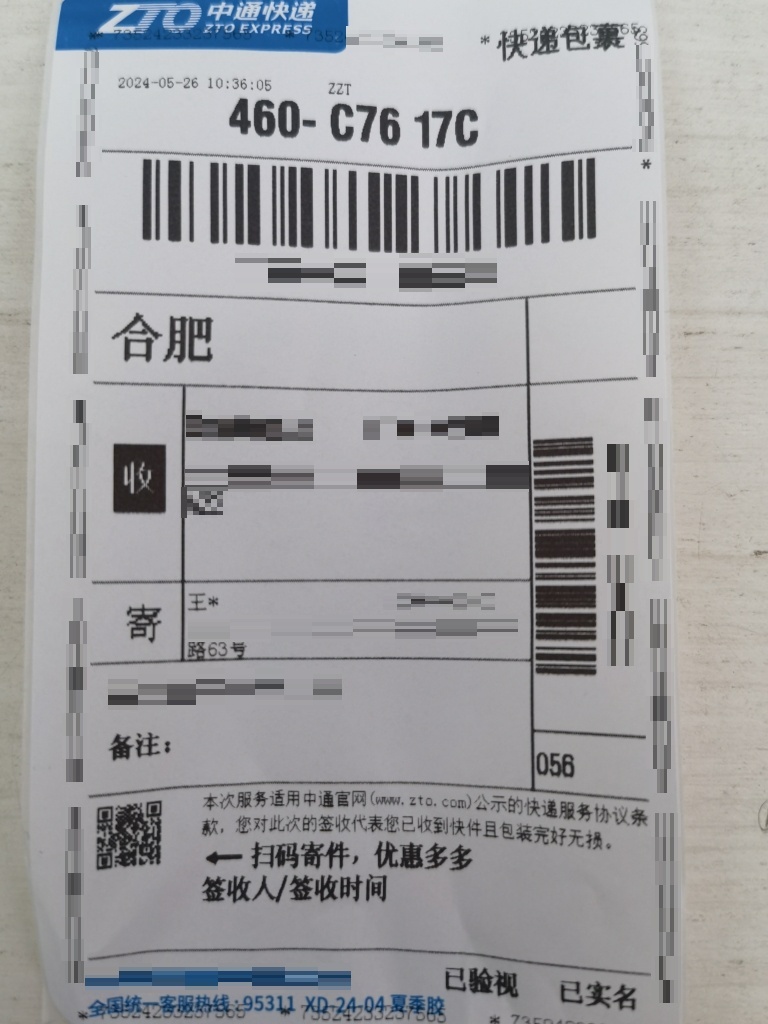 ZTO 中通快递
ZTO EXPRESS
快递包裹
2024-05-26 10:36:05 ZZT
460- C76 17C
*
合肥
收
寄
王*
路63号
备注:
056
本次服务适用中通官网(www.zto.com)公示的快递服务协议条
款，您对此次的签收代表您已收到快件且包装完好无损。
← 扫码寄件，优惠多多
签收人/签收时间
已验视 已实名
全国统一客服热线:95311 XD-24-04 夏季胶